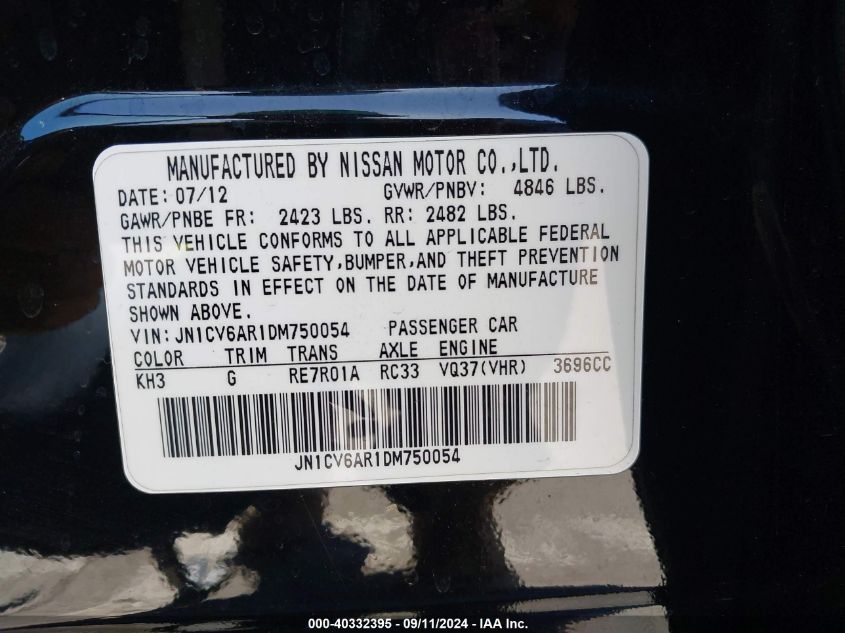 MANUFACTURED BY NISSAN MOTOR CO.,LTD.
DATE: 07/12 GVWR/PNBV: 4846 LBS.
GAWR/PNBE FR: 2423 LBS. RR: 2482 LBS.
THIS VEHICLE CONFORMS TO ALL APPLICABLE FEDERAL
MOTOR VEHICLE SAFETY,BUMPER,AND THEFT PREVENTION
STANDARDS IN EFFECT ON THE DATE OF MANUFACTURE
SHOWN ABOVE.
VIN:JN1CV6AR1DM750054 PASSENGER CAR
COLOR TRIM TRANS AXLE ENGINE
KH3 G RE7R01A RC33 VQ37(VHR) 3696CC
JN1CV6AR1DM750054
000-40332395 - 09/11/2024 - IAA Inc.